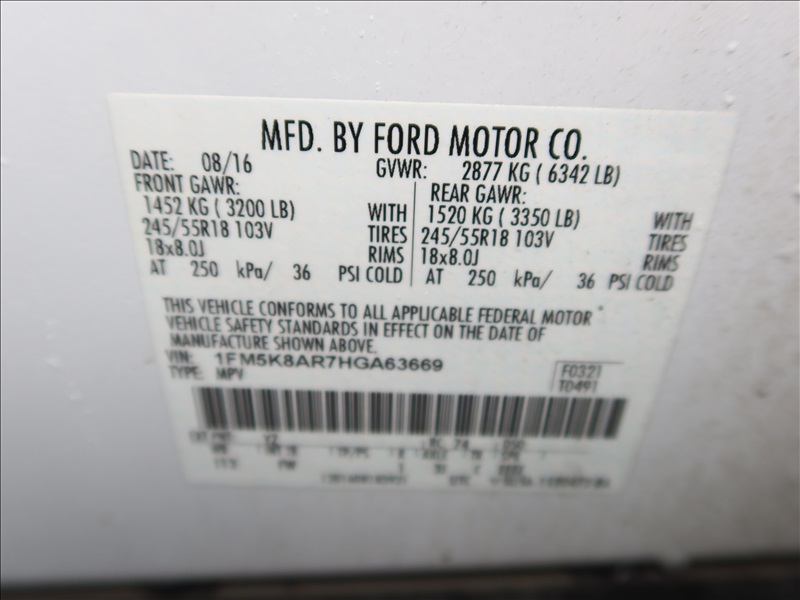 MFD. BY FORD MOTOR CO.
DATE: 08/16 GVWR: 2877 KG ( 6342 LB)
FRONT GAWR: REAR GAWR:
1452 KG ( 3200 LB) WITH 1520 KG ( 3350 LB) WITH
245/55R18 103V TIRES 245/55R18 103V TIRES
18x8.0J RIMS 18x8.0J RIMS
AT 250 kPa/ 36 PSI COLD AT 250 kPa/ 36 PSI COLD
THIS VEHICLE CONFORMS TO ALL APPLICABLE FEDERAL MOTOR
VEHICLE SAFETY STANDARDS IN EFFECT ON THE DATE OF
MANUFACTURE SHOWN ABOVE.
VIN: 1FM5K8AR7HGA63669 F0321
TYPE: MPV T0491